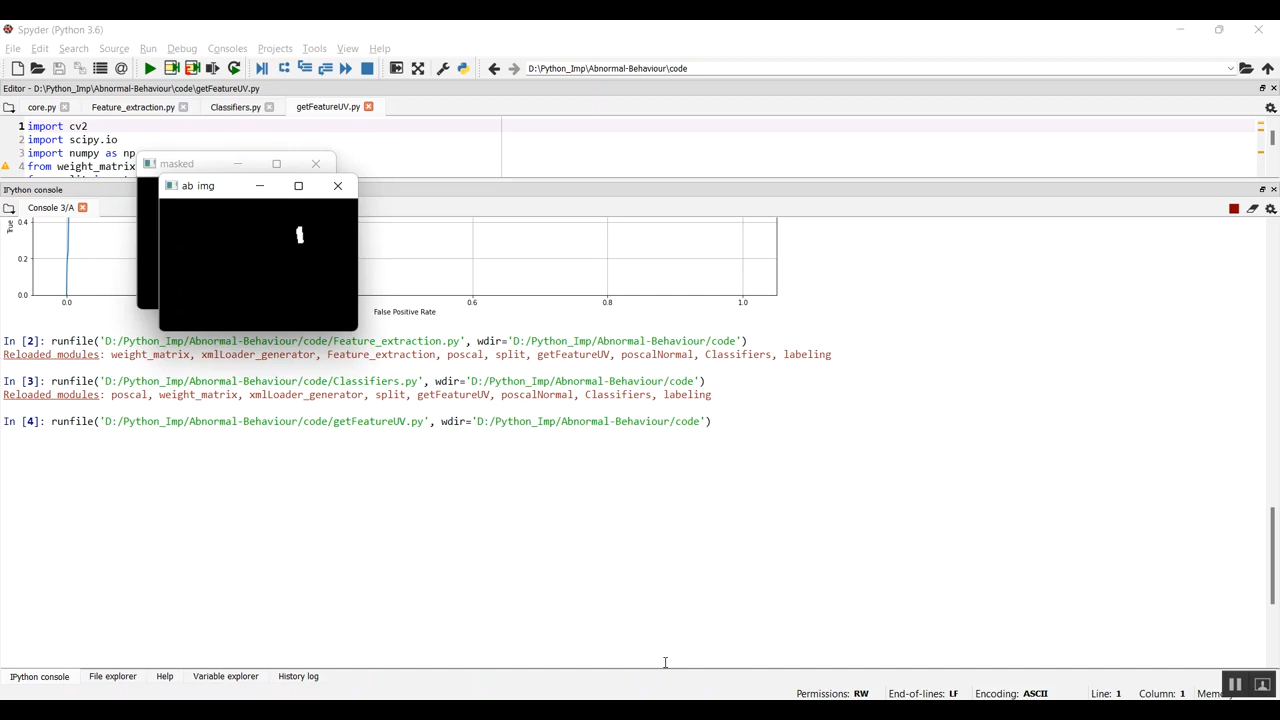 Spyder (Python 3.6)
File Edit Search Source Run Debug Consoles Projects Tools View Help
D:\Python_Imp\Abnormal-Behaviour\code
Editor - D:\Python_Imp\Abnormal-Behaviour\code\getFeatureUV.py
core.py Feature_extraction.py Classifiers.py getFeatureUV.py
1 import cv2
2 import scipy.io
3 import numpy as np
4 from weight_matrix
masked
ab img
IPython console
Console 3/A
True
0.4
0.2
0.0
0.0 0.6 0.8 1.0
False Positive Rate
In [2]: runfile('D:/Python_Imp/Abnormal-Behaviour/code/Feature_extraction.py', wdir='D:/Python_Imp/Abnormal-Behaviour/code')
Reloaded modules: weight_matrix, xmlLoader_generator, Feature_extraction, poscal, split, getFeatureUV, poscalNormal, Classifiers, labeling
In [3]: runfile('D:/Python_Imp/Abnormal-Behaviour/code/Classifiers.py', wdir='D:/Python_Imp/Abnormal-Behaviour/code')
Reloaded modules: poscal, weight_matrix, xmlLoader_generator, split, getFeatureUV, poscalNormal, Classifiers, labeling
In [4]: runfile('D:/Python_Imp/Abnormal-Behaviour/code/getFeatureUV.py', wdir='D:/Python_Imp/Abnormal-Behaviour/code')
IPython console File explorer Help Variable explorer History log
Permissions: RW End-of-lines: LF Encoding: ASCII Line: 1 Column: 1